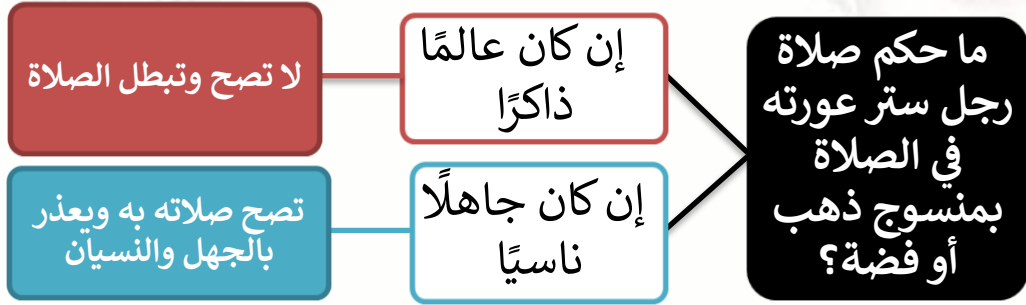 ما حكم صلاة
رجل ستر عورته
في الصلاة
بمنسوج ذهب
أو فضة؟
إن كان عالمًا
ذاكرًا
لا تصح وتبطل الصلاة
إن كان جاهلًا
ناسيًا
تصح صلاته به ويعذر
بالجهل والنسيان